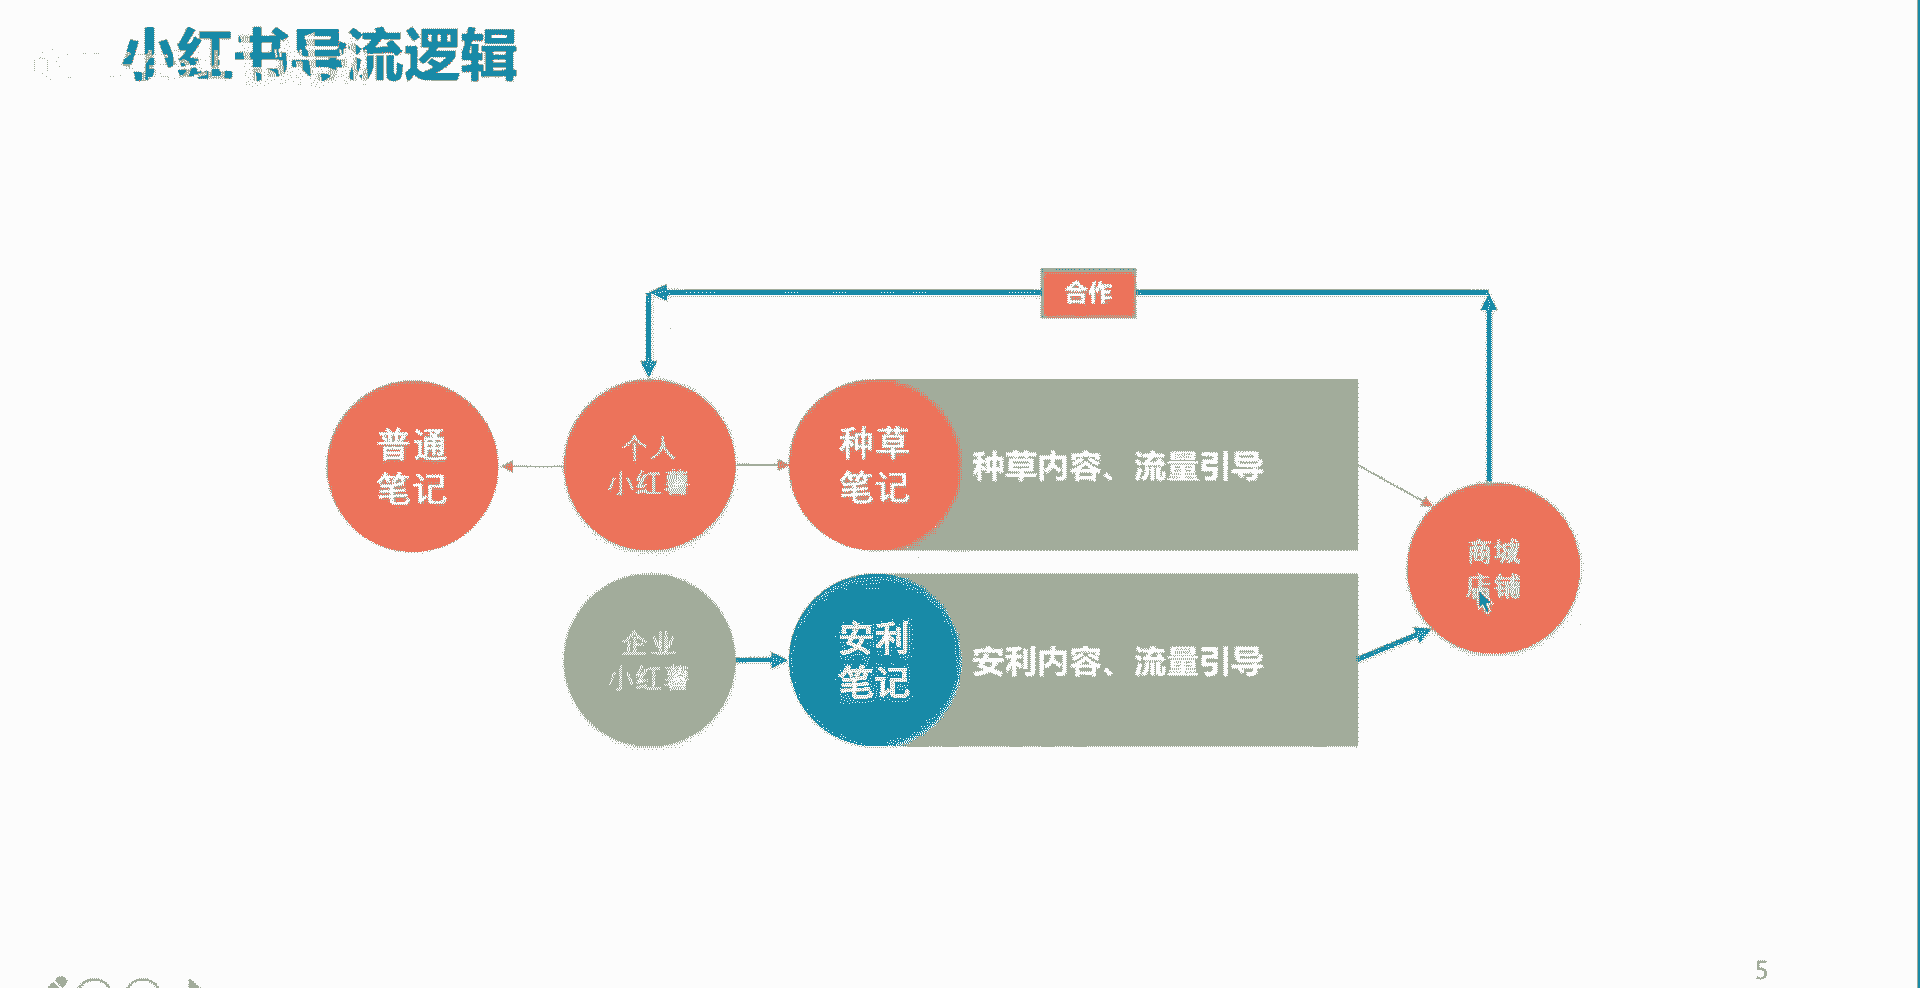 小红书导流逻辑
合作
普通
笔记
个人
小红薯
种草
笔记
种草内容、流量引导
商城
店铺
企业
小红薯
安利
笔记
安利内容、流量引导
5